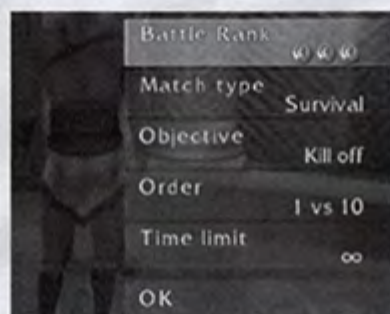 Battle Rank
Match type
Survival
Objective
Kill off
Order
1 vs 10
Time limit
∞
OK